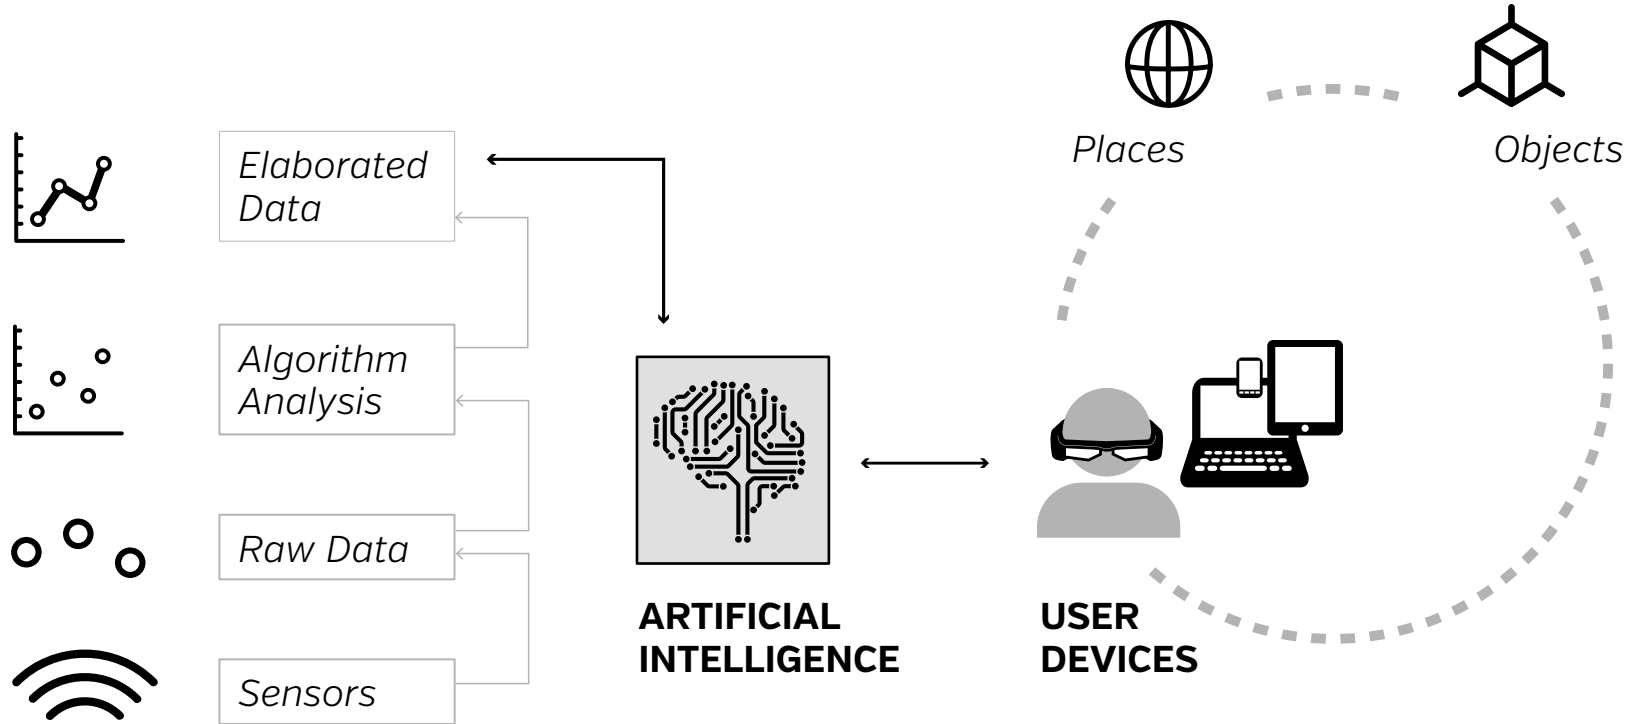 Places
Objects
Elaborated
Data
Algorithm
Analysis
Raw Data
Sensors
ARTIFICIAL
INTELLIGENCE
USER
DEVICES